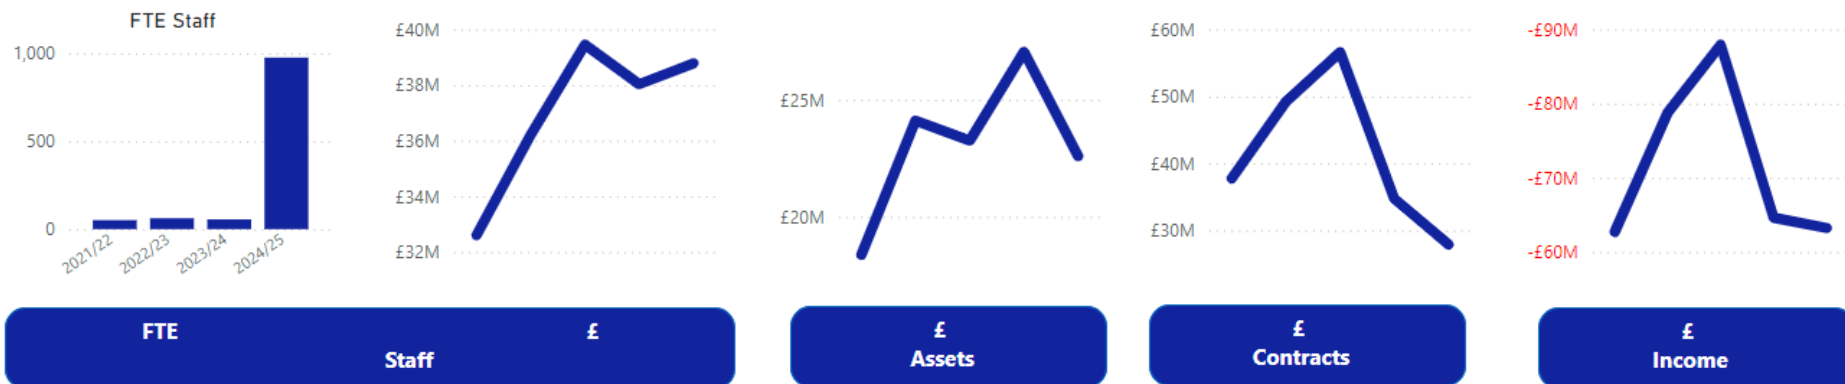 FTE Staff
1,000
500
0
2021/22
2022/23
2023/24
2024/25
£40M
£38M
£36M
£34M
£32M
£25M
£20M
£60M
£50M
£40M
£30M
-£90M
-£80M
-£70M
-£60M
FTE £
Staff
£
Assets
£
Contracts
£
Income